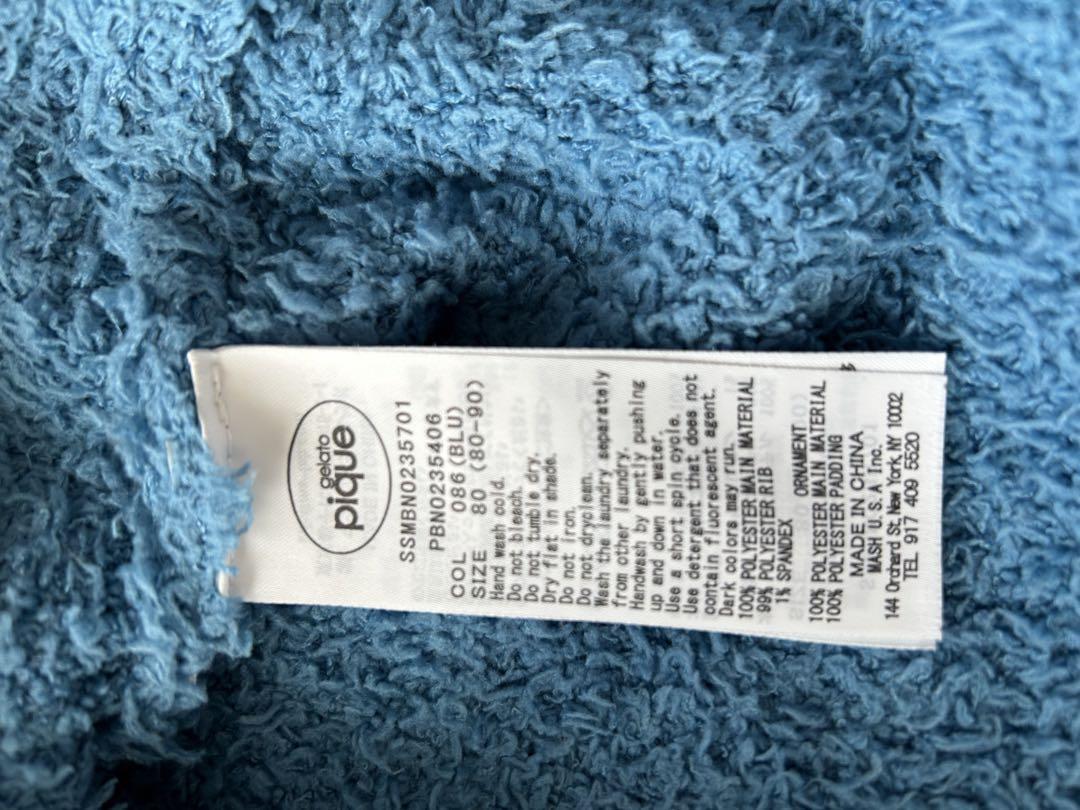 gelato
pique
SSMBNO235701
PBNO235406
COL 086(BLU)
SIZE 80 (80-90)
Hand wash cold.
Do not bleach.
Do not tumble dry.
Dry flat in shade.
Do not iron.
Do not dryclean.
Wash the laundry separately
from other laundry.
Handwash by gently pushing
up and down in water.
Use a short spin cycle.
Use detergent that does not
contain fluorescent agent.
Dark colors may run.
100% POLYESTER MAIN MATERIAL
99% POLYESTER RIB
1% SPANDEX
ORNAMENT
100% POLYESTER MAIN MATERIAL
100% POLYESTER PADDING
MADE IN CHINA
MASH U.S.A Inc.
144 Orchard St, New York, NY 10002
TEL 917 409 5520